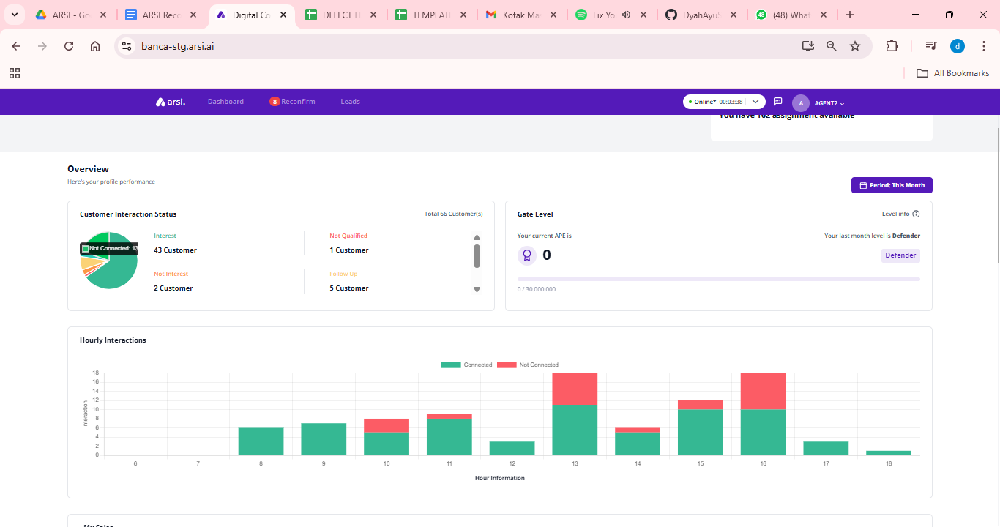 ARSI - Go
ARSI Reco
Digital Co
DEFECT LI
TEMPLATE
Kotak Mas
Fix You
DyahAyuS
(48) What
banca-stg.arsi.ai
d
All Bookmarks
arsi.
Dashboard
8 Reconfirm
Leads
Online* 00:03:38
A
AGENT2
You have 162 assignment available
Overview
Here's your profile performance
Period: This Month
Customer Interaction Status
Total 66 Customer(s)
Not Connected: 13
Interest
43 Customer
Not Qualified
1 Customer
Not Interest
2 Customer
Follow Up
5 Customer
Gate Level
Level info
Your current APE is
Your last month level is Defender
0
Defender
0 / 30.000.000
Hourly Interactions
Connected
Not Connected
18
16
14
12
10
8
6
4
2
0
Interaction
6 7 8 9 10 11 12 13 14 15 16 17 18
Hour Information
My Sales